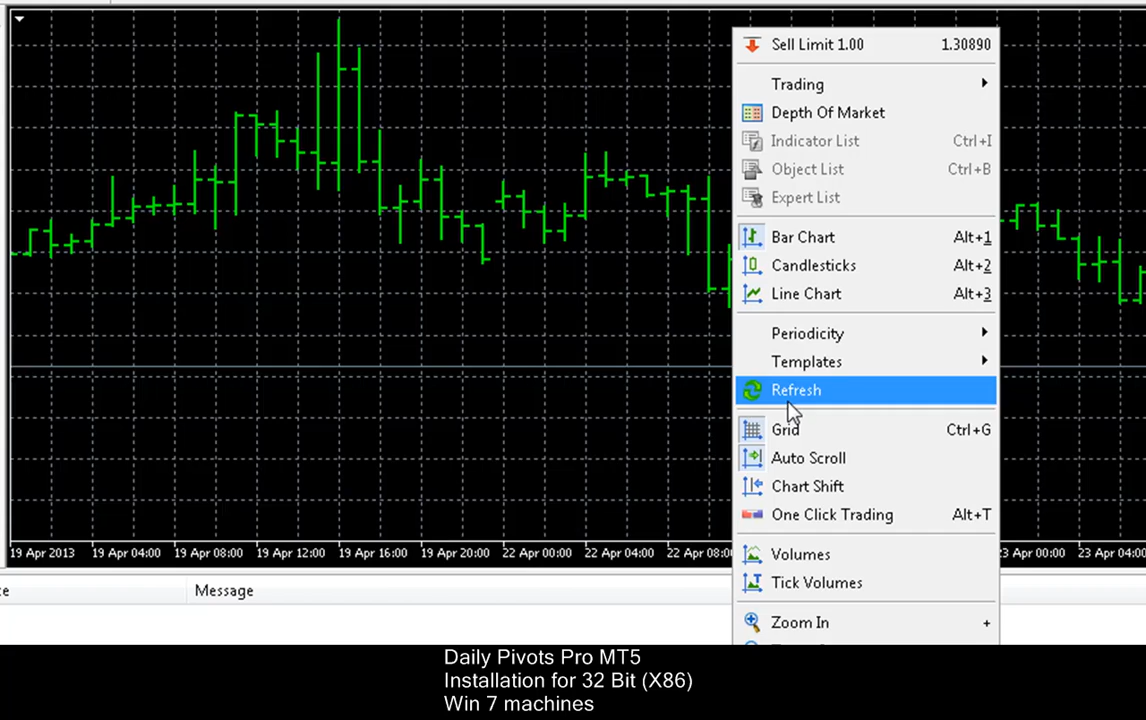 Sell Limit 1.00 1.30890
Trading
Depth Of Market
Indicator List Ctrl+I
Object List Ctrl+B
Expert List
Bar Chart Alt+1
Candlesticks Alt+2
Line Chart Alt+3
Periodicity
Templates
Refresh
Grid Ctrl+G
Auto Scroll
Chart Shift
One Click Trading Alt+T
Volumes
Tick Volumes
Zoom In +
19 Apr 2013 19 Apr 04:00 19 Apr 08:00 19 Apr 12:00 19 Apr 16:00 19 Apr 20:00 22 Apr 00:00 22 Apr 04:00 22 Apr 08:00 23 Apr 00:00 23 Apr 04:00
Message
Daily Pivots Pro MT5
Installation for 32 Bit (X86)
Win 7 machines